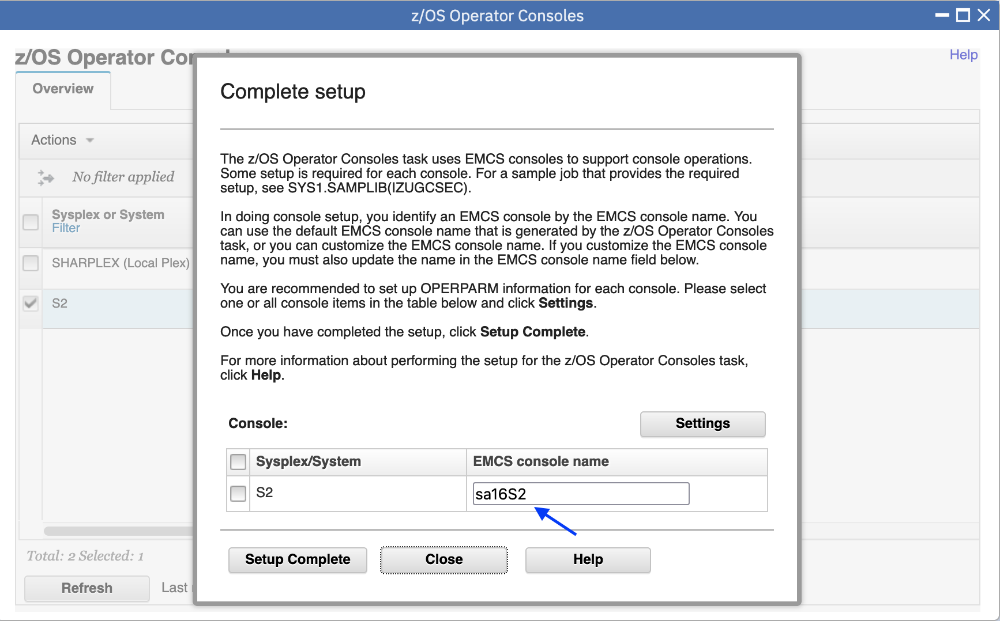 z/OS Operator Consoles
z/OS Operator
Help
Overview
Actions
No filter applied
Sysplex or System
Filter
SHARPLEX (Local Plex)
S2
Total: 2 Selected: 1
Refresh
Last
Complete setup
The z/OS Operator Consoles task uses EMCS consoles to support console operations.
Some setup is required for each console. For a sample job that provides the required
setup, see SYS1.SAMPLIB(IZUGCSEC).
In doing console setup, you identify an EMCS console by the EMCS console name. You
can use the default EMCS console name that is generated by the z/OS Operator Consoles
task, or you can customize the EMCS console name. If you customize the EMCS console
name, you must also update the name in the EMCS console name field below.
You are recommended to set up OPERPARM information for each console. Please select
one or all console items in the table below and click Settings.
Once you have completed the setup, click Setup Complete.
For more information about performing the setup for the z/OS Operator Consoles task,
click Help.
Console:
Settings
Sysplex/System
EMCS console name
S2
sa16S2
Setup Complete
Close
Help